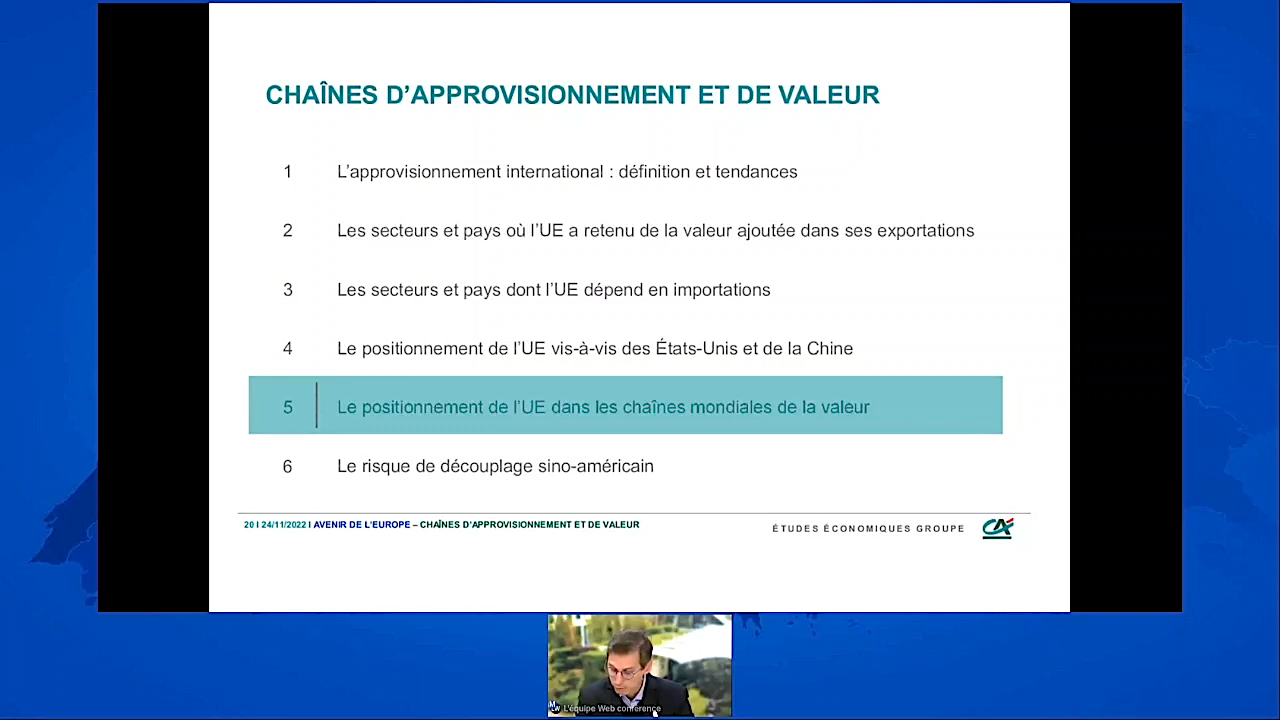 CHAÎNES D’APPROVISIONNEMENT ET DE VALEUR
1 L’approvisionnement international : définition et tendances
2 Les secteurs et pays où l’UE a retenu de la valeur ajoutée dans ses exportations
3 Les secteurs et pays dont l’UE dépend en importations
4 Le positionnement de l’UE vis-à-vis des États-Unis et de la Chine
5 Le positionnement de l’UE dans les chaînes mondiales de la valeur
6 Le risque de découplage sino-américain
20 I 24/11/2022 I AVENIR DE L’EUROPE – CHAÎNES D’APPROVISIONNEMENT ET DE VALEUR
ÉTUDES ÉCONOMIQUES GROUPE CA
L'équipe Web conférence